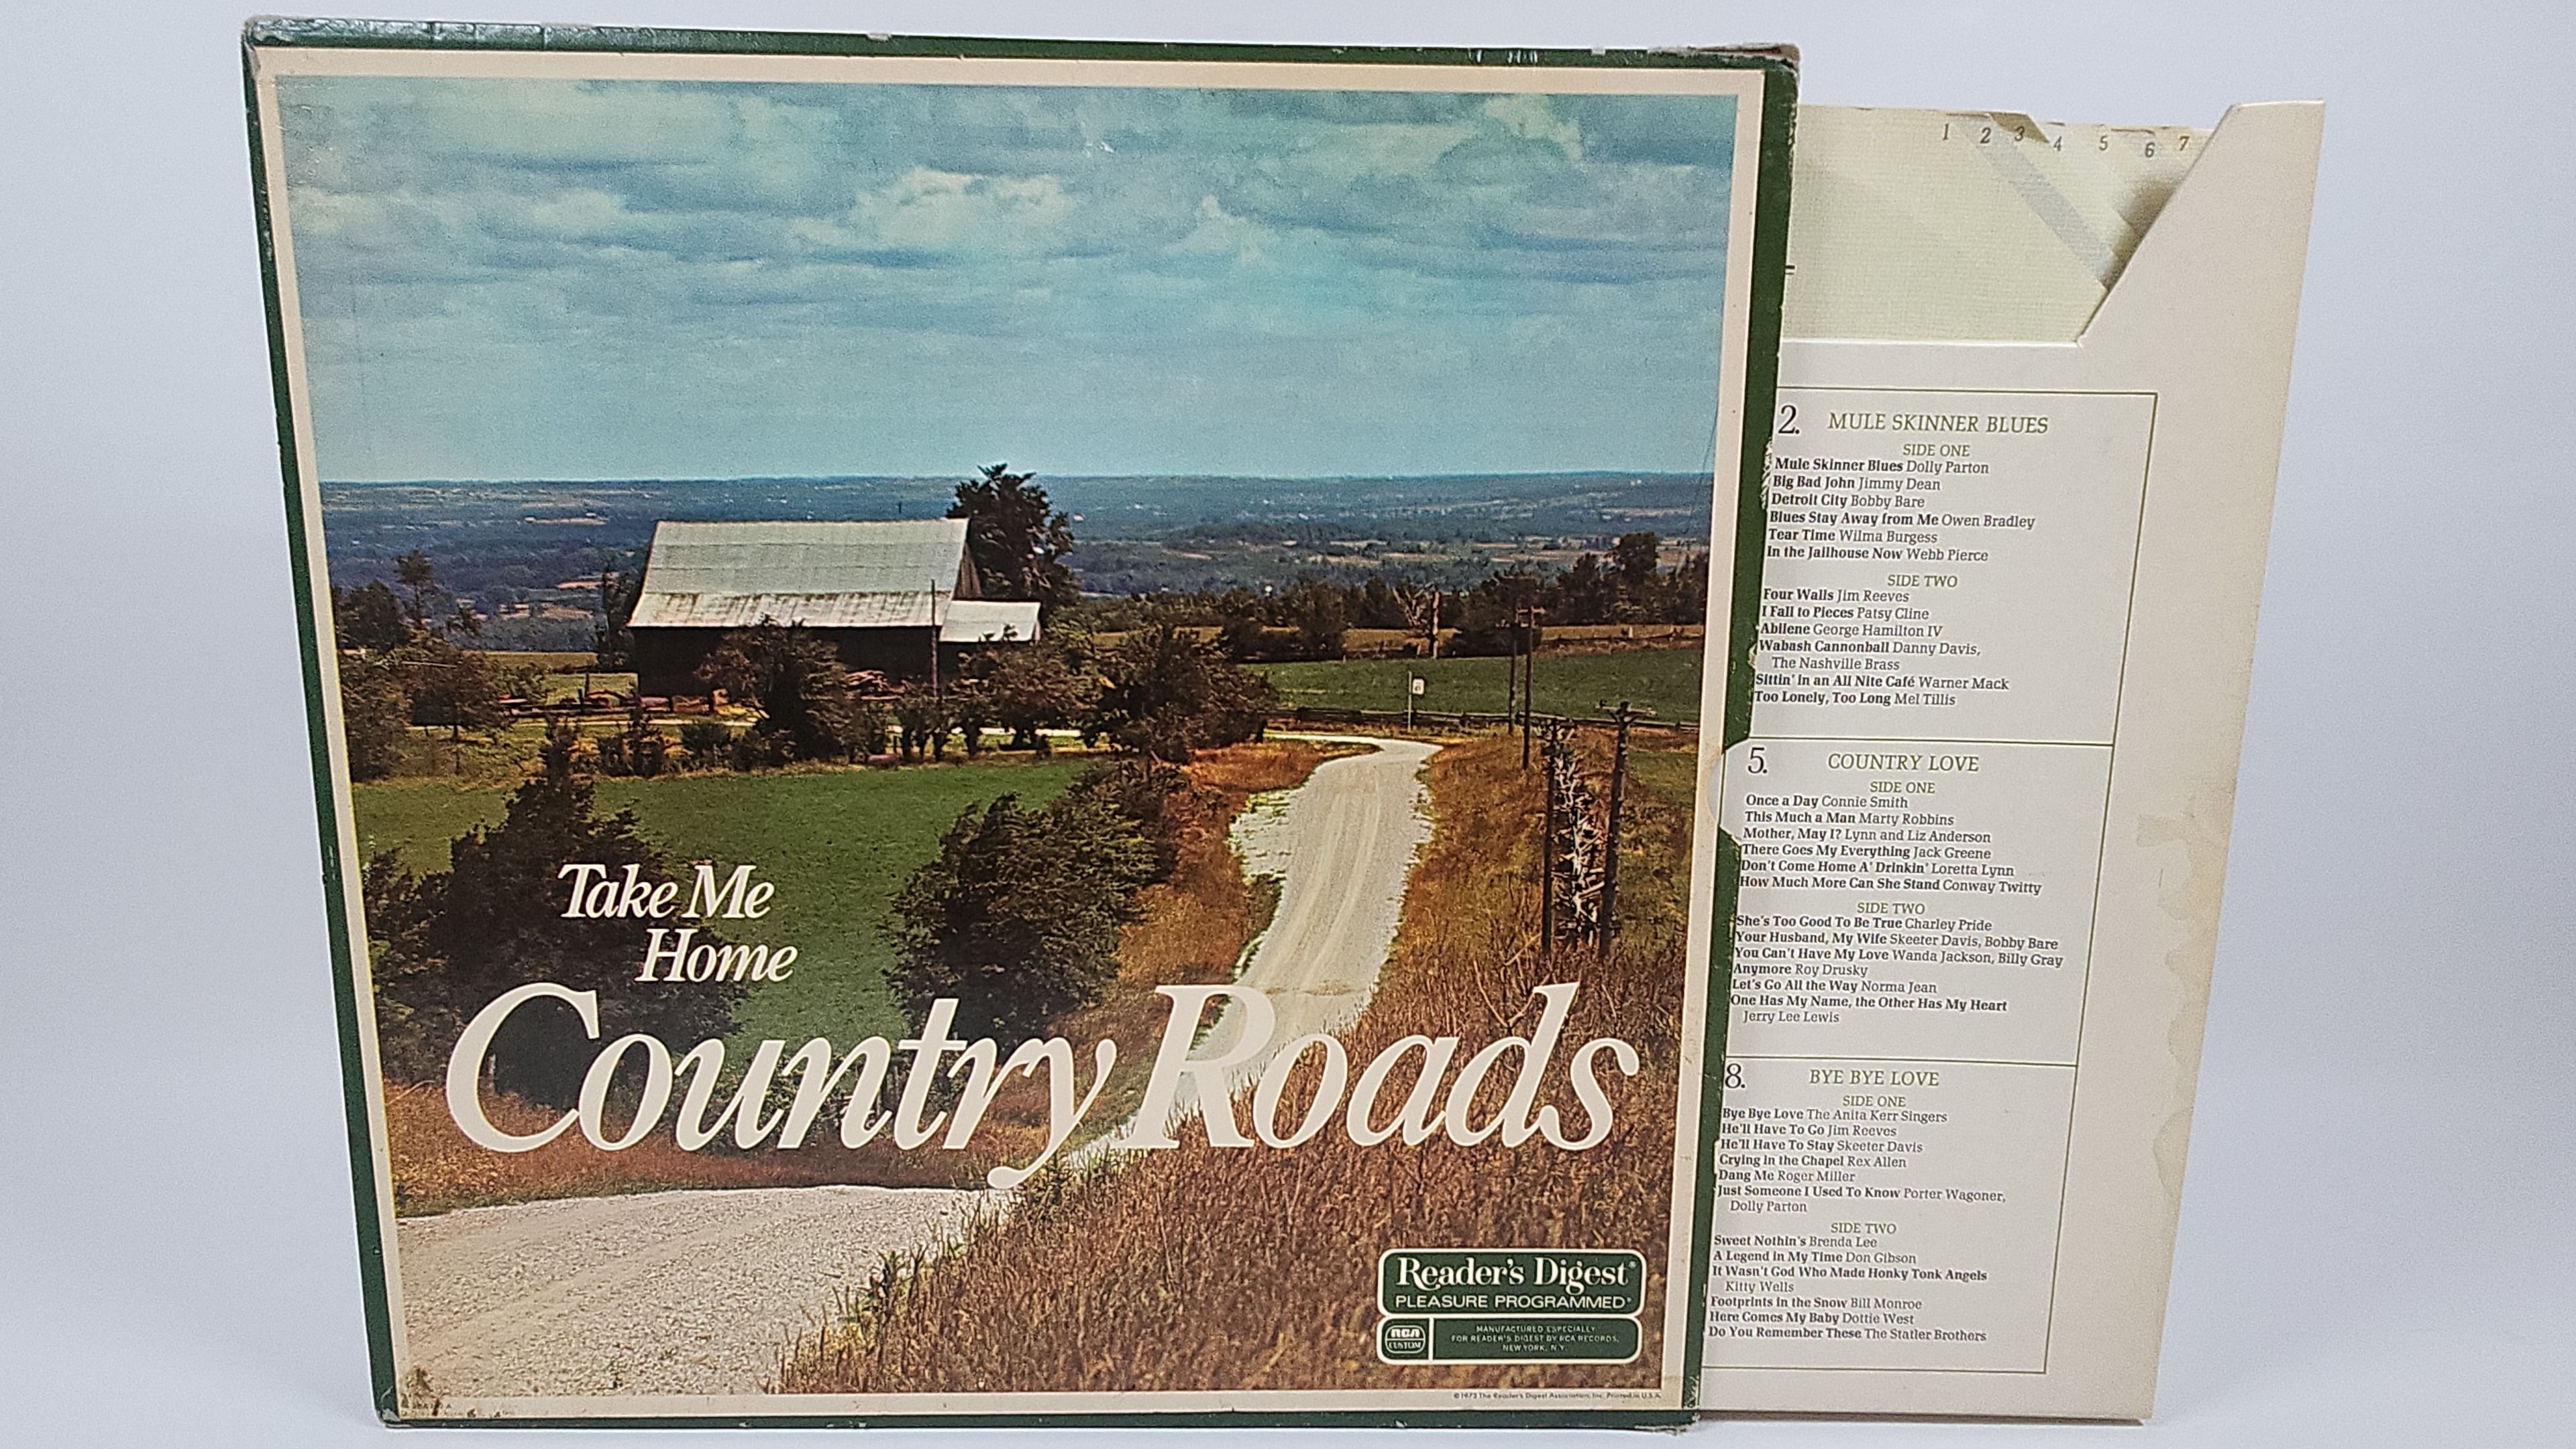 Take Me
Home
Country Roads
Reader's Digest®
PLEASURE PROGRAMMED®
RCA
CUSTOM
MANUFACTURED ESPECIALLY
FOR READER'S DIGEST BY RCA RECORDS,
NEW YORK, N.Y.
© 1973 The Reader's Digest Association, Inc. Printed in U.S.A.
1 2 3 4 5 6 7
2. MULE SKINNER BLUES
SIDE ONE
Mule Skinner Blues Dolly Parton
Big Bad John Jimmy Dean
Detroit City Bobby Bare
Blues Stay Away from Me Owen Bradley
Tear Time Wilma Burgess
In the Jailhouse Now Webb Pierce
SIDE TWO
Four Walls Jim Reeves
I Fall to Pieces Patsy Cline
Abilene George Hamilton IV
Wabash Cannonball Danny Davis,
The Nashville Brass
Sittin' in an All Nite Café Warner Mack
Too Lonely, Too Long Mel Tillis
5. COUNTRY LOVE
SIDE ONE
Once a Day Connie Smith
This Much a Man Marty Robbins
Mother, May I? Lynn and Liz Anderson
There Goes My Everything Jack Greene
Don't Come Home A' Drinkin' Loretta Lynn
How Much More Can She Stand Conway Twitty
SIDE TWO
She's Too Good To Be True Charley Pride
Your Husband, My Wife Skeeter Davis, Bobby Bare
You Can't Have My Love Wanda Jackson, Billy Gray
Anymore Roy Drusky
Let's Go All the Way Norma Jean
One Has My Name, the Other Has My Heart
Jerry Lee Lewis
8. BYE BYE LOVE
SIDE ONE
Bye Bye Love The Anita Kerr Singers
He'll Have To Go Jim Reeves
He'll Have To Stay Skeeter Davis
Crying in the Chapel Rex Allen
Dang Me Roger Miller
Just Someone I Used To Know Porter Wagoner,
Dolly Parton
SIDE TWO
Sweet Nothin's Brenda Lee
A Legend in My Time Don Gibson
It Wasn't God Who Made Honky Tonk Angels
Kitty Wells
Footprints in the Snow Bill Monroe
Here Comes My Baby Dottie West
Do You Remember These The Statler Brothers